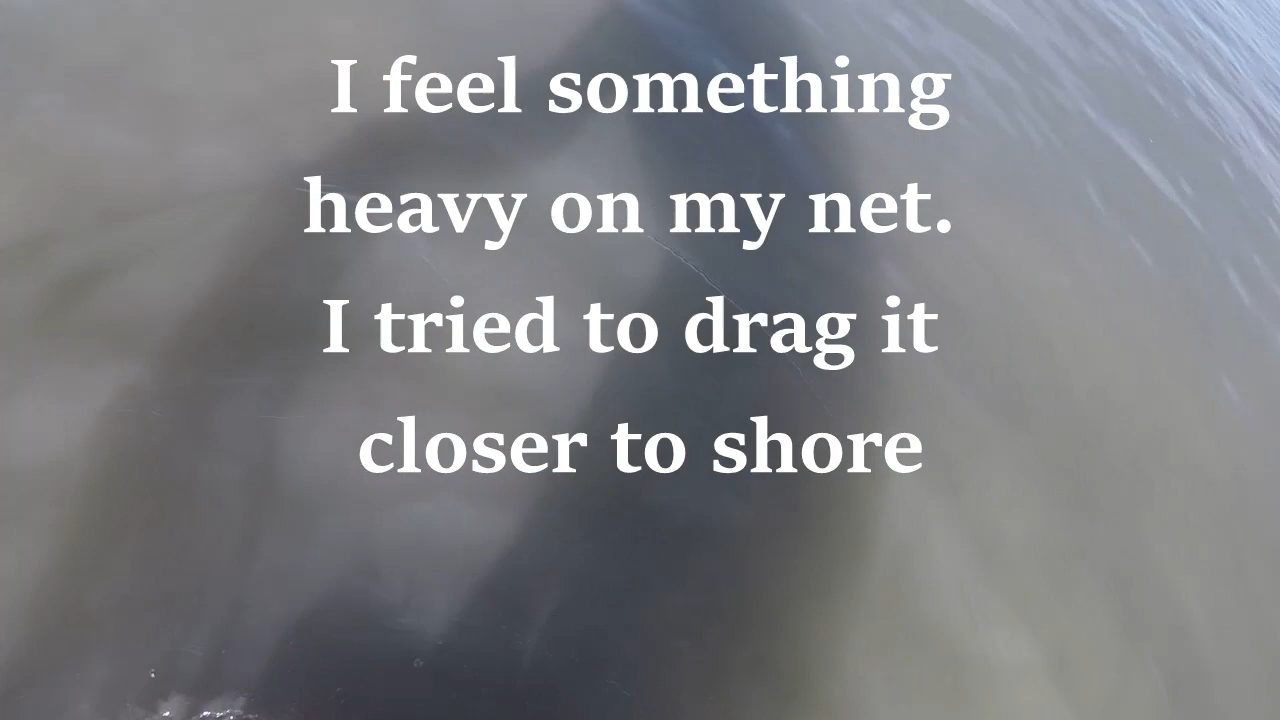 I feel something
heavy on my net.
I tried to drag it
closer to shore